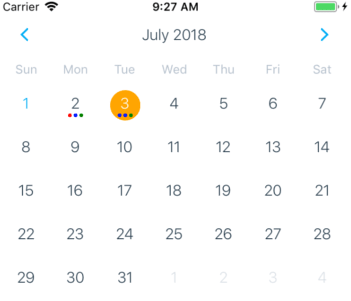 Carrier 9:27 AM
July 2018
Sun Mon Tue Wed Thu Fri Sat
1 2 3 4 5 6 7
8 9 10 11 12 13 14
15 16 17 18 19 20 21
22 23 24 25 26 27 28
29 30 31 1 2 3 4